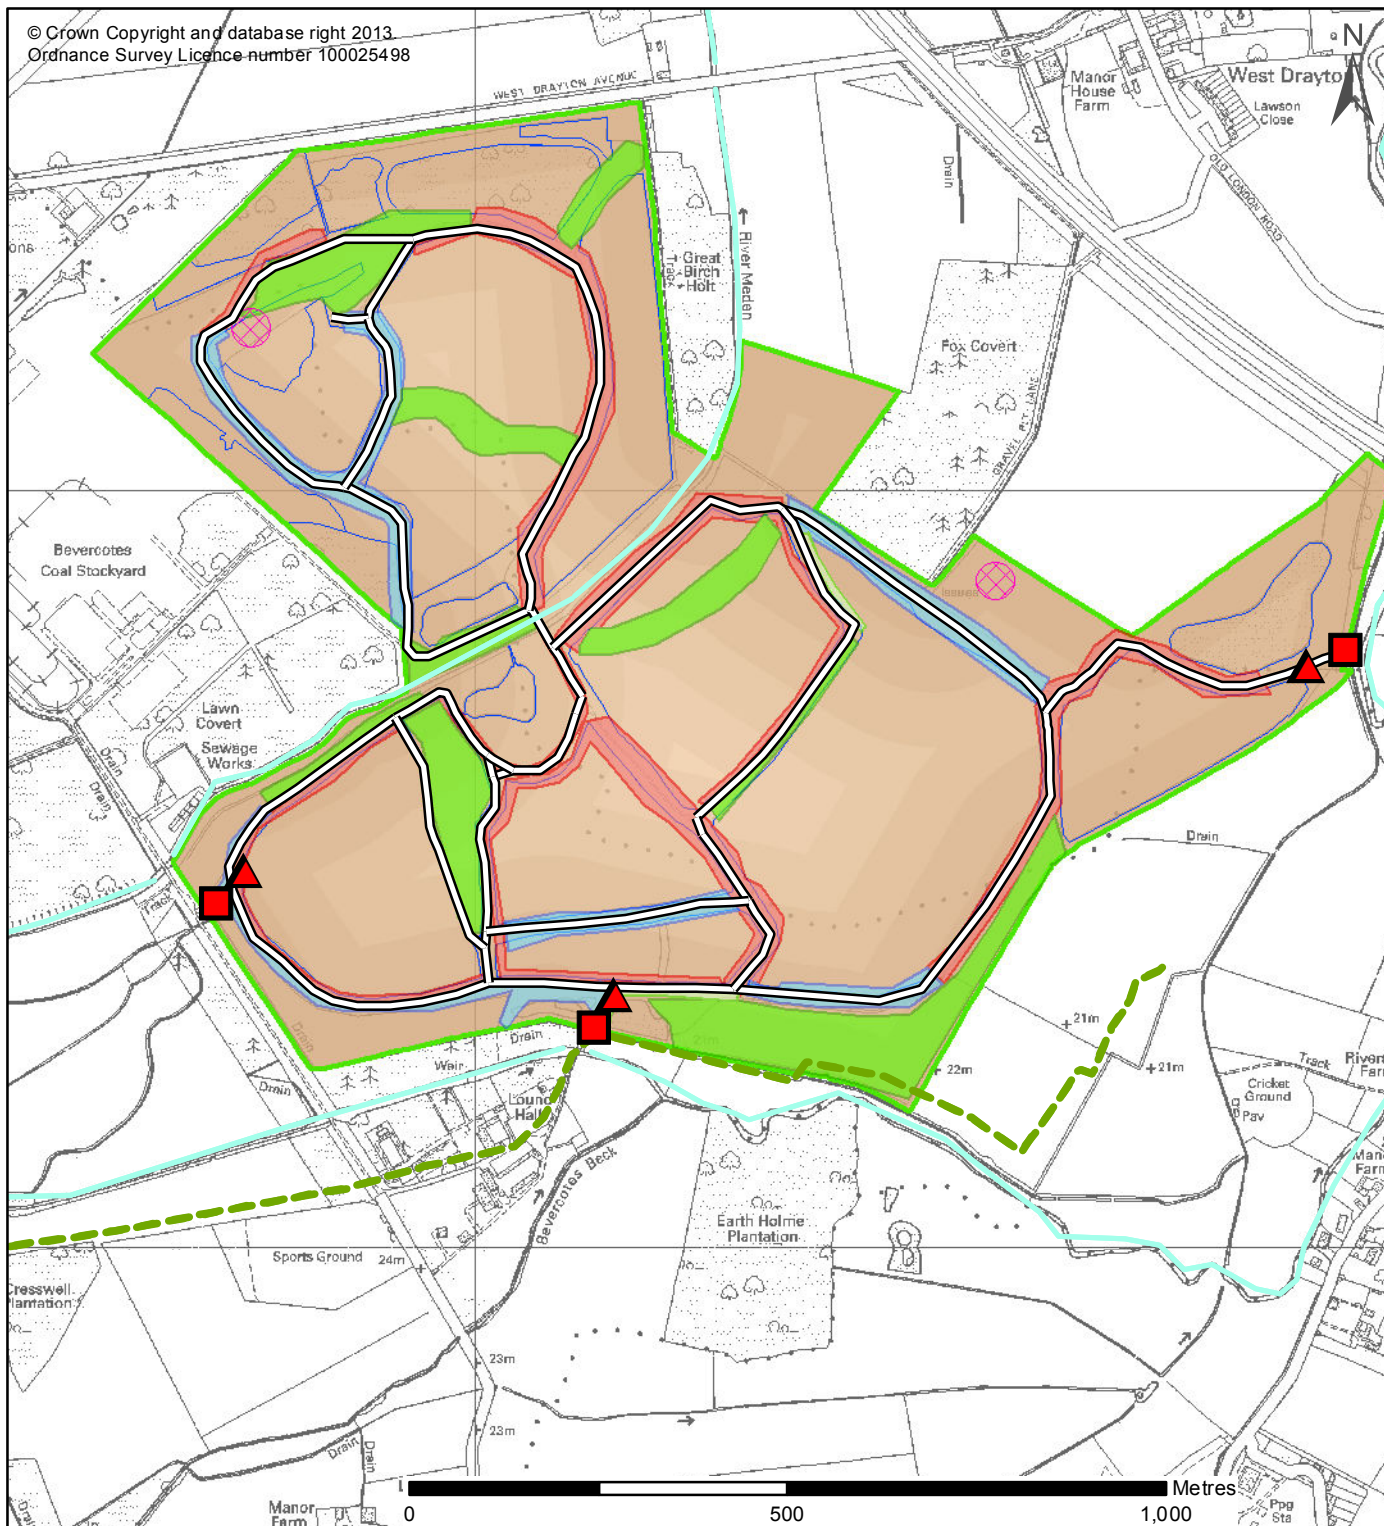 © Crown Copyright and database right 2013.
Ordnance Survey Licence number 100025498
N
WEST DRAYTON AVENUE
Manor
House
Farm
West Drayton
Lawson
Close
OLD LONDON ROAD
Drain
River Meden
Great
Birch
Holt
Track
Fox Covert
GRAVEL PIT LANE
Bevercotes
Coal Stockyard
Issues
Lawn
Covert
Sewage
Works
Drain
Drain
Drain
Track
Drain
21m
21m
21m
22m
Drain
Weir
Drain
Lound
Hall
Track
Cricket
Ground
Pav
Bevercotes Beck
Earth Holme
Plantation
Sports Ground
24m
23m
23m
Drain
Drain
Drain
Manor
Farm
Ppg
Sta
Metres
0
500
1,000